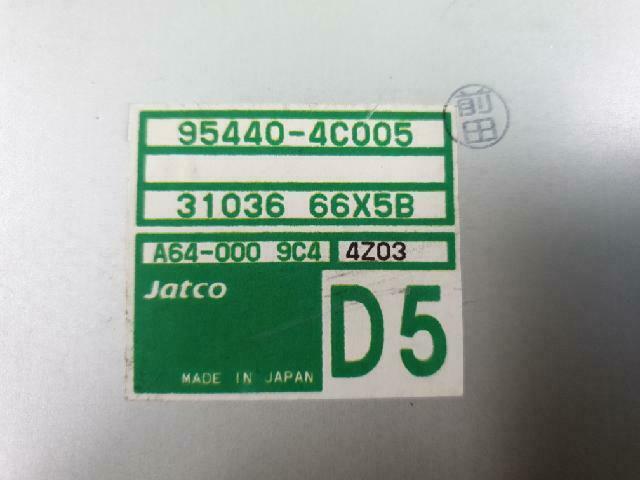 前田
95440-4C005
31036 66X5B
A64-000 9C4 4Z03
Jatco
D5
MADE IN JAPAN